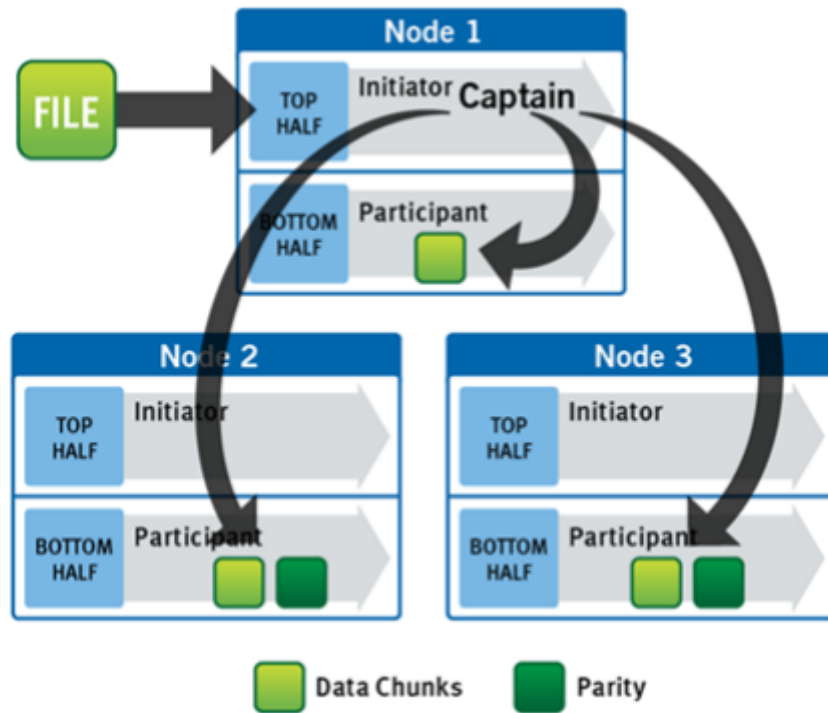 Node 1
FILE
TOP
HALF
Initiator
Captain
BOTTOM
HALF
Participant
Node 2
TOP
HALF
Initiator
BOTTOM
HALF
Participant
Node 3
TOP
HALF
Initiator
BOTTOM
HALF
Participant
Data Chunks
Parity